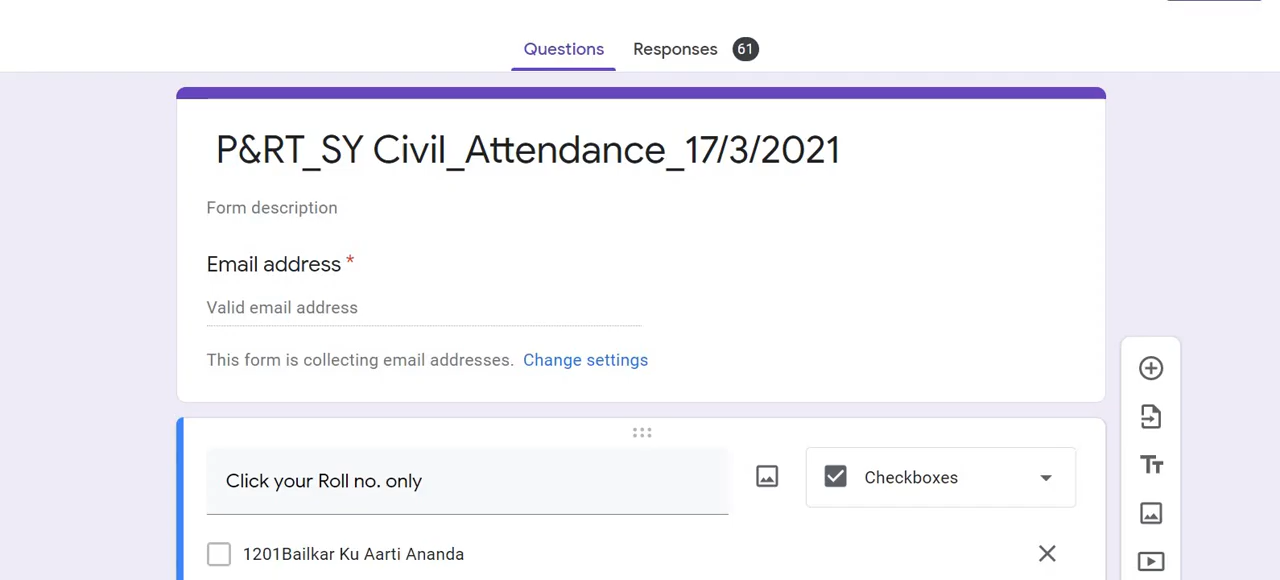 Questions Responses 61
P&RT_SY Civil_Attendance_17/3/2021
Form description
Email address *
Valid email address
This form is collecting email addresses. Change settings
Click your Roll no. only
Checkboxes
1201Bailkar Ku Aarti Ananda
Tт